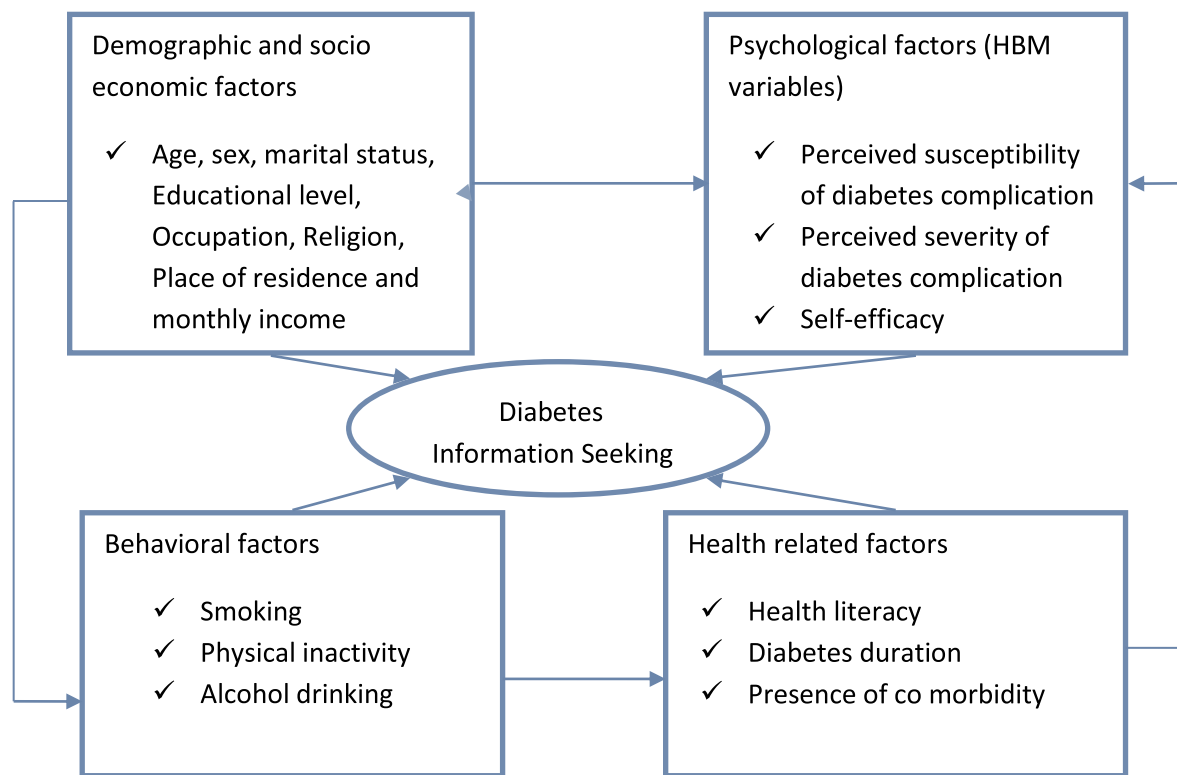 Demographic and socio
economic factors
✓ Age, sex, marital status,
Educational level,
Occupation, Religion,
Place of residence and
monthly income
Psychological factors (HBM
variables)
✓ Perceived susceptibility
of diabetes complication
✓ Perceived severity of
diabetes complication
✓ Self-efficacy
Diabetes
Information Seeking
Behavioral factors
✓ Smoking
✓ Physical inactivity
✓ Alcohol drinking
Health related factors
✓ Health literacy
✓ Diabetes duration
✓ Presence of co morbidity